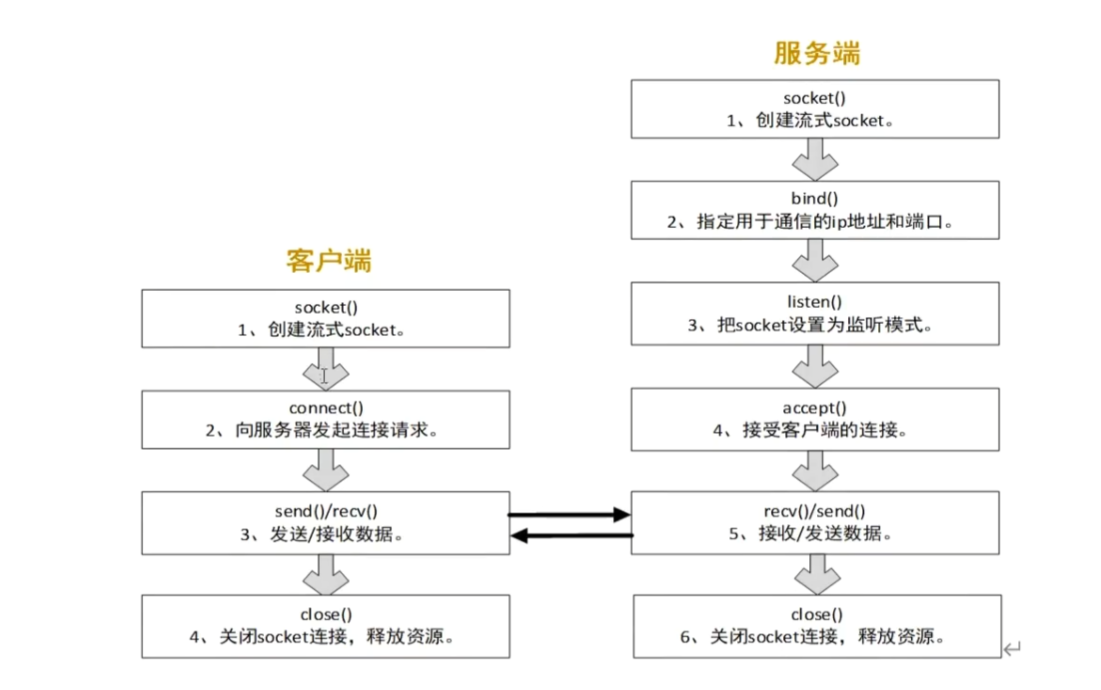 服务端
socket()
1、创建流式socket。
bind()
2、指定用于通信的ip地址和端口。
listen()
3、把socket设置为监听模式。
accept()
4、接受客户端的连接。
recv()/send()
5、接收/发送数据。
close()
6、关闭socket连接，释放资源。
客户端
socket()
1、创建流式socket。
connect()
2、向服务器发起连接请求。
send()/recv()
3、发送/接收数据。
close()
4、关闭socket连接，释放资源。